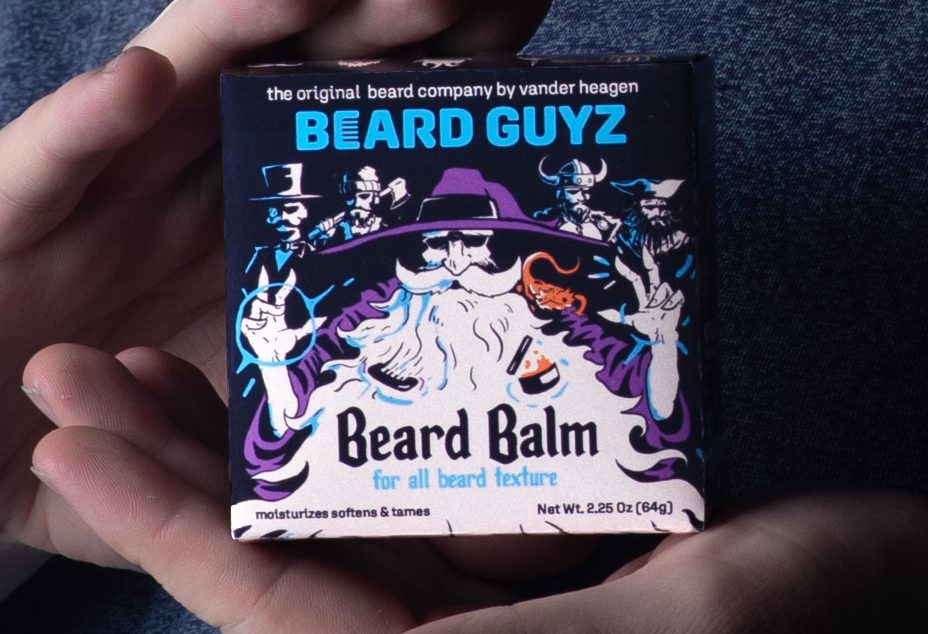 the original beard company by vander heagen
BEARD GUYZ
Beard Balm
for all beard texture
moisturizes softens & tames
Net Wt. 2.25 Oz (64g)